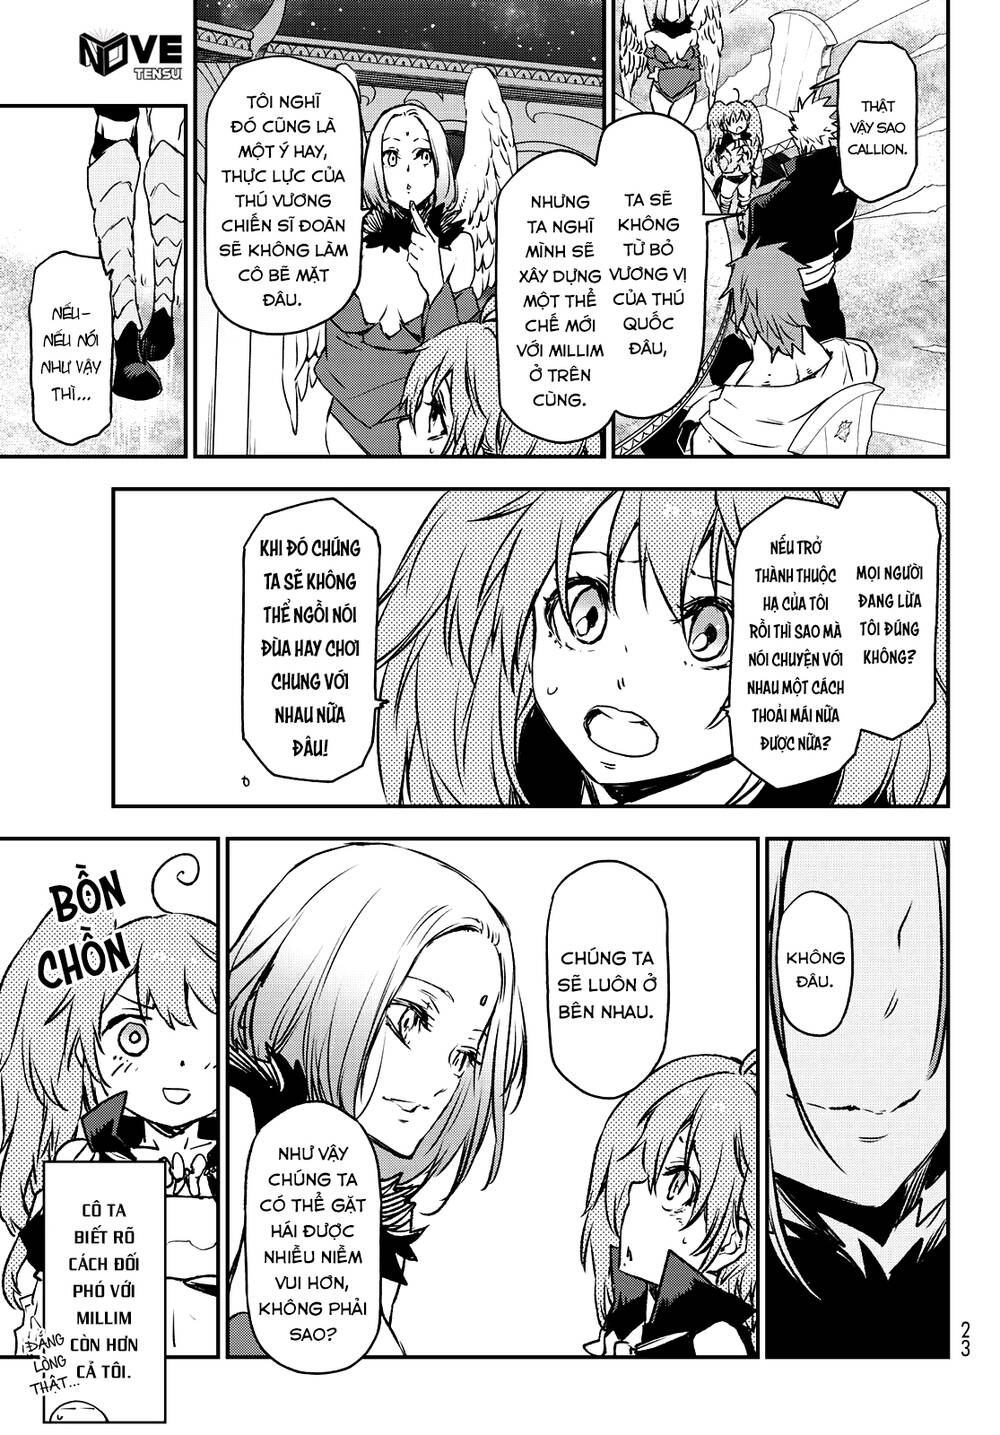 THẬT
VẬY SAO
CALLION.
TA SẼ
KHÔNG
TỪ BỎ
VƯƠNG VỊ
CỦA THÚ
QUỐC
ĐÂU,
NHƯNG
TA NGHĨ
MÌNH SẼ
XÂY DỰNG
MỘT THỂ
CHẾ MỚI
VỚI MILLIM
Ở TRÊN
CÙNG.
TÔI NGHĨ
ĐÓ CŨNG LÀ
MỘT Ý HAY,
THỰC LỰC CỦA
THÚ VƯƠNG
CHIẾN SĨ ĐOÀN
SẼ KHÔNG LÀM
CÔ BẼ MẶT
ĐÂU.
NOVE
TENSU
NẾU-
NẾU NÓI
NHƯ VẬY
THÌ...
MỌI NGƯỜI
ĐANG LỪA
TÔI ĐÚNG
KHÔNG?
NẾU TRỞ
THÀNH THUỘC
HẠ CỦA TÔI
RỒI THÌ SAO MÀ
NÓI CHUYỆN VỚI
NHAU MỘT CÁCH
THOẢI MÁI NỮA
ĐƯỢC NỮA?
KHI ĐÓ CHÚNG
TA SẼ KHÔNG
THỂ NGỒI NÓI
ĐÙA HAY CHƠI
CHUNG VỚI
NHAU NỮA
ĐÂU!
KHÔNG
ĐÂU.
CHÚNG TA
SẼ LUÔN Ở
BÊN NHAU.
NHƯ VẬY
CHÚNG TA
CÓ THỂ GẶT
HÁI ĐƯỢC
NHIỀU NIỀM
VUI HƠN,
KHÔNG PHẢI
SAO?
BỒN
CHỒN
CÔ TA
BIẾT RÕ
CÁCH ĐỐI
PHÓ VỚI
MILLIM
CÒN HƠN
CẢ TÔI.
ĐẮNG
LÒNG
THẬT...
23